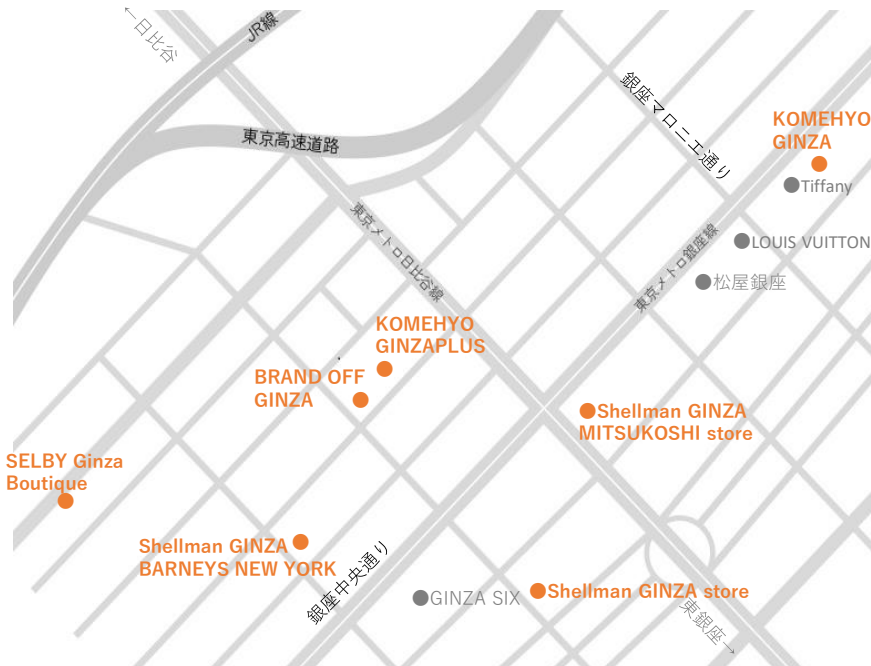 ←日比谷
JR線
東京高速道路
銀座マロニエ通り
KOMEHYO
GINZA
Tiffany
東京メトロ日比谷線
東京メトロ銀座線
LOUIS VUITTON
松屋銀座
KOMEHYO
GINZAPLUS
BRAND OFF
GINZA
Shellman GINZA
MITSUKOSHI store
SELBY Ginza
Boutique
Shellman GINZA
BARNEYS NEW YORK
銀座中央通り
GINZA SIX
Shellman GINZA store
東銀座→